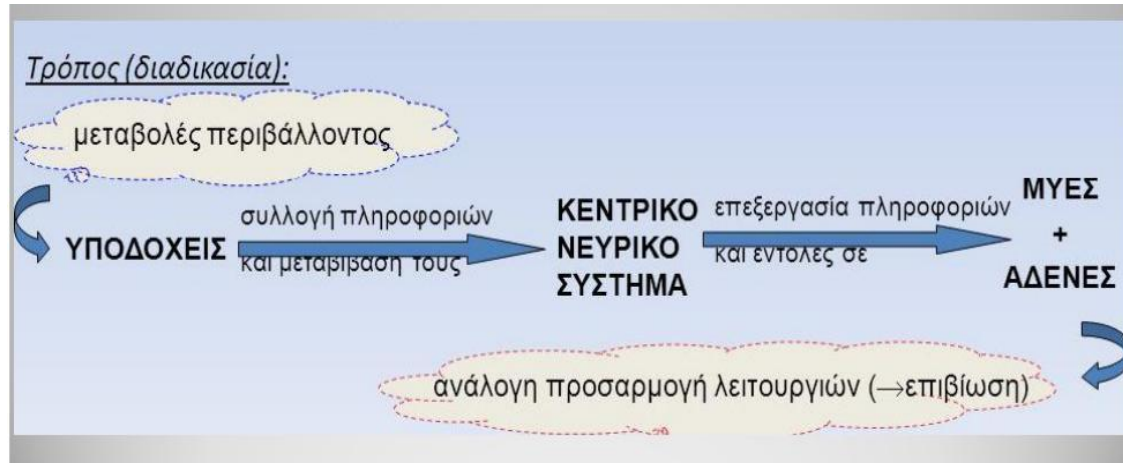 Τρόπος (διαδικασία):
μεταβολές περιβάλλοντος
ΥΠΟΔΟΧΕΙΣ
συλλογή πληροφοριών
και μεταβίβαση τους
ΚΕΝΤΡΙΚΟ
ΝΕΥΡΙΚΟ
ΣΥΣΤΗΜΑ
επεξεργασία πληροφοριών
και εντολές σε
ΜΥΕΣ
+
ΑΔΕΝΕΣ
ανάλογη προσαρμογή λειτουργιών (→επιβίωση)